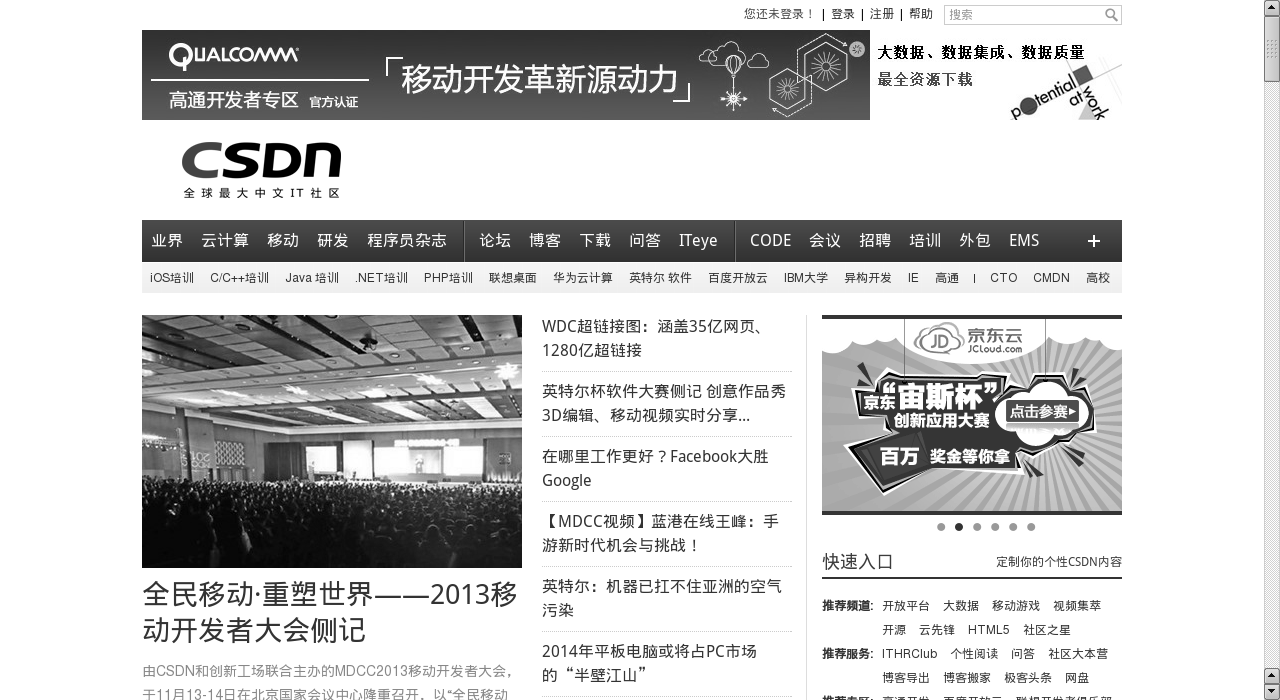 您还未登录！ | 登录 | 注册 | 帮助 搜索
QUALCOMM
高通开发者专区 官方认证
移动开发革新源动力
大数据、数据集成、数据质量
最全资源下载
potential at work
CSDN
全球最大中文IT社区
业界 云计算 移动 研发 程序员杂志 论坛 博客 下载 问答 ITeye CODE 会议 招聘 培训 外包 EMS +
iOS培训 C/C++培训 Java 培训 .NET培训 PHP培训 联想桌面 华为云计算 英特尔 软件 百度开放云 IBM大学 异构开发 IE 高通 | CTO CMDN 高校
全民移动·重塑世界——2013移
动开发者大会侧记
由CSDN和创新工场联合主办的MDCC2013移动开发者大会，
于11月13-14日在北京国家会议中心隆重召开，以“全民移动
WDC超链接图：涵盖35亿网页、
1280亿超链接
英特尔杯软件大赛侧记 创意作品秀
3D编辑、移动视频实时分享...
在哪里工作更好？Facebook大胜
Google
【MDCC视频】蓝港在线王峰：手
游新时代机会与挑战！
英特尔：机器已扛不住亚洲的空气
污染
2014年平板电脑或将占PC市场
的“半壁江山”
JD 京东云
JCloud.com
京东“宙斯杯”
创新应用大赛
点击参赛
百万 奖金等你拿
快速入口 定制你的个性CSDN内容
推荐频道: 开放平台 大数据 移动游戏 视频集萃
开源 云先锋 HTML5 社区之星
推荐服务: ITHRClub 个性阅读 问答 社区大本营
博客导出 博客搬家 极客头条 网盘
推荐专区: 高通开发 百度开放云 联想开发者俱乐部